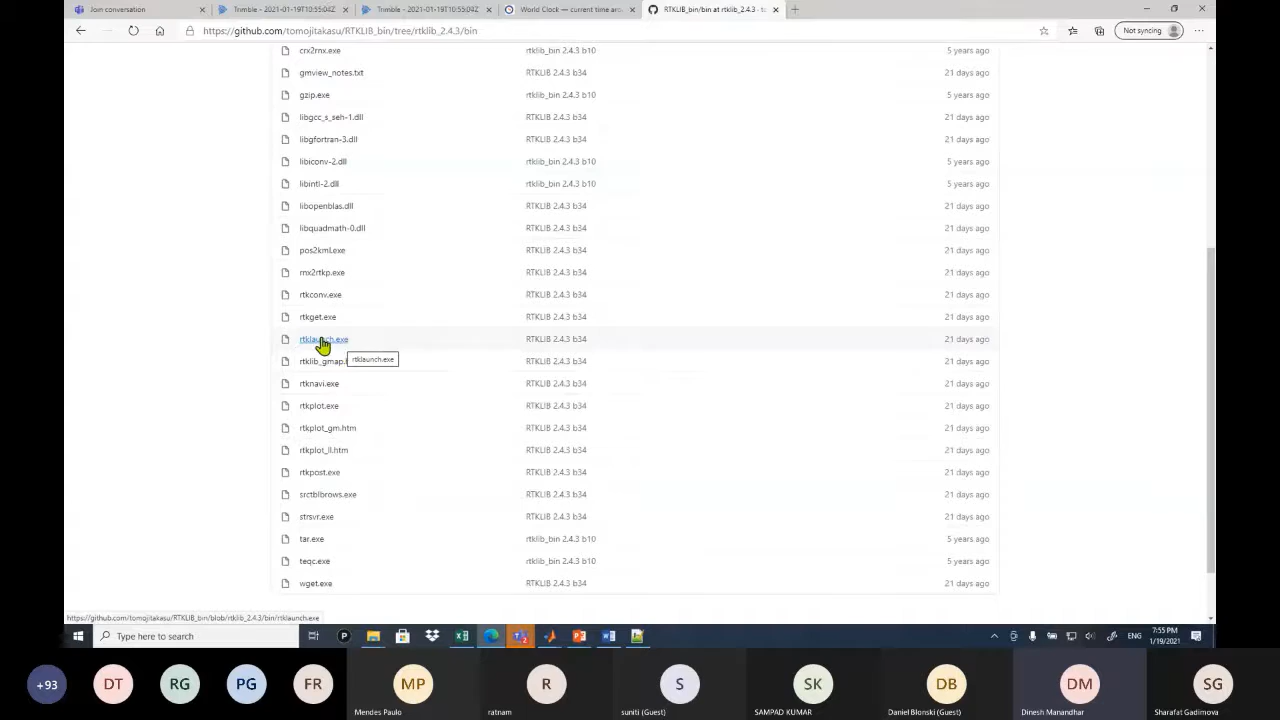 Join conversation
Trimble - 2021-01-19T10:55:04Z
Trimble - 2021-01-19T10:55:04Z
World Clock — current time aro
RTKLIB_bin/bin at rtklib_2.4.3 · to
https://github.com/tomojitakasu/RTKLIB_bin/tree/rtklib_2.4.3/bin
Not syncing
crx2rnx.exe rtklib_bin 2.4.3 b10 5 years ago
gmview_notes.txt RTKLIB 2.4.3 b34 21 days ago
gzip.exe rtklib_bin 2.4.3 b10 5 years ago
libgcc_s_seh-1.dll RTKLIB 2.4.3 b34 21 days ago
libgfortran-3.dll RTKLIB 2.4.3 b34 21 days ago
libiconv-2.dll rtklib_bin 2.4.3 b10 5 years ago
libintl-2.dll rtklib_bin 2.4.3 b10 5 years ago
libopenblas.dll RTKLIB 2.4.3 b34 21 days ago
libquadmath-0.dll RTKLIB 2.4.3 b34 21 days ago
pos2kml.exe RTKLIB 2.4.3 b34 21 days ago
rnx2rtkp.exe RTKLIB 2.4.3 b34 21 days ago
rtkconv.exe RTKLIB 2.4.3 b34 21 days ago
rtkget.exe RTKLIB 2.4.3 b34 21 days ago
rtklaunch.exe RTKLIB 2.4.3 b34 21 days ago
rtklib_gmap.h rtklaunch.exe RTKLIB 2.4.3 b34 21 days ago
rtknavi.exe RTKLIB 2.4.3 b34 21 days ago
rtkplot.exe RTKLIB 2.4.3 b34 21 days ago
rtkplot_gm.htm RTKLIB 2.4.3 b34 21 days ago
rtkplot_ll.htm RTKLIB 2.4.3 b34 21 days ago
rtkpost.exe RTKLIB 2.4.3 b34 21 days ago
srctblbrows.exe RTKLIB 2.4.3 b34 21 days ago
strsvr.exe RTKLIB 2.4.3 b34 21 days ago
tar.exe rtklib_bin 2.4.3 b10 5 years ago
teqc.exe rtklib_bin 2.4.3 b10 5 years ago
wget.exe RTKLIB 2.4.3 b34 21 days ago
https://github.com/tomojitakasu/RTKLIB_bin/blob/rtklib_2.4.3/bin/rtklaunch.exe
Type here to search
ENG
7:55 PM
1/19/2021
+93 DT RG PG FR MP R S SK DB DM SG
Mendes Paulo ratnam suniti (Guest) SAMPAD KUMAR Daniel Blonski (Guest) Dinesh Manandhar Sharafat Gadimova